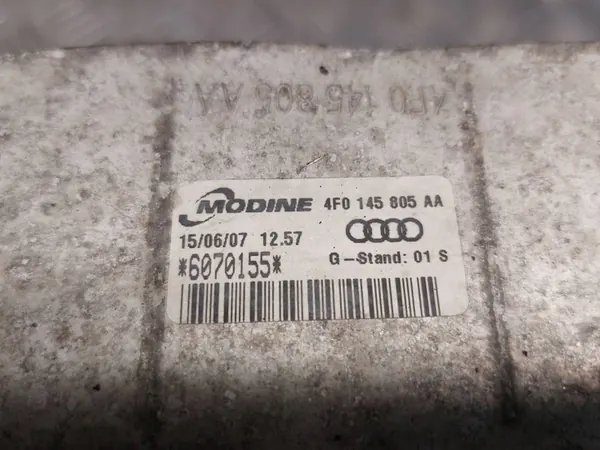 4F0 145 805 AA
MODINE 4F0 145 805 AA
15/06/07 12.57
*6070155* G-Stand: 01 S